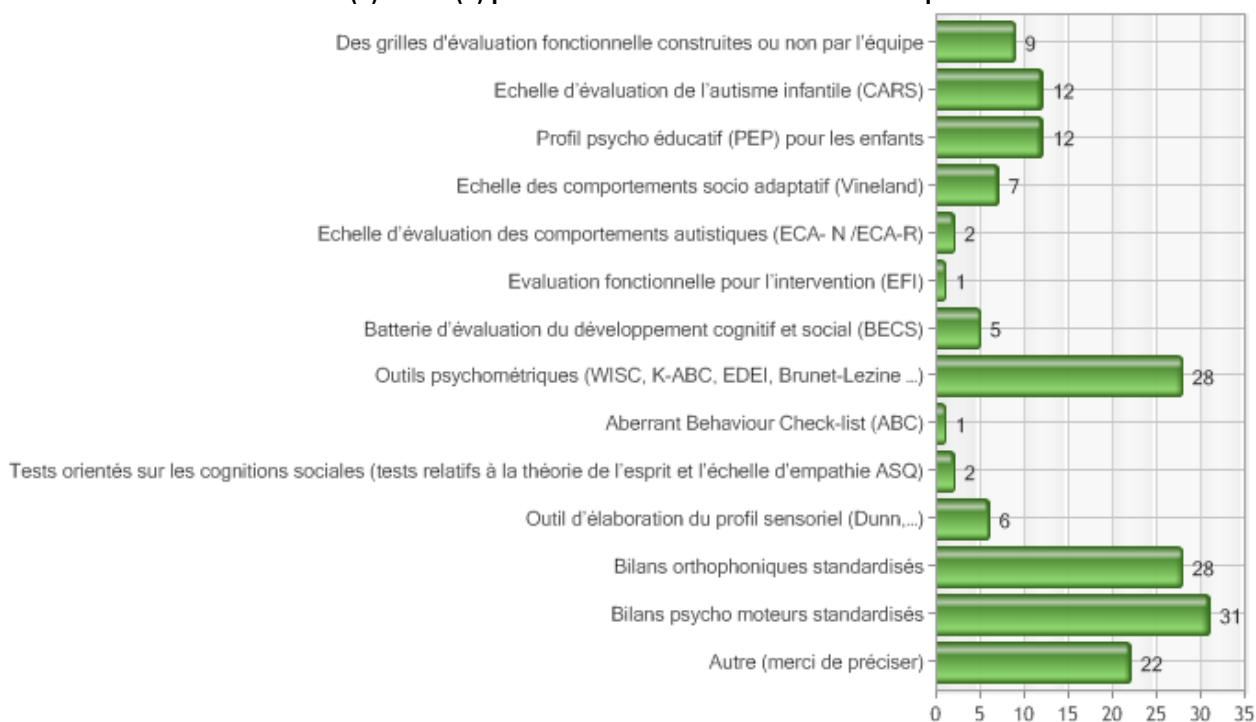 Des grilles d'évaluation fonctionnelle construites ou non par l'équipe 9
Echelle d'évaluation de l'autisme infantile (CARS) 12
Profil psycho éducatif (PEP) pour les enfants 12
Echelle des comportements socio adaptatif (Vineland) 7
Echelle d'évaluation des comportements autistiques (ECA- N /ECA-R) 2
Evaluation fonctionnelle pour l'intervention (EFI) 1
Batterie d'évaluation du développement cognitif et social (BECS) 5
Outils psychométriques (WISC, K-ABC, EDEI, Brunet-Lezine ...) 28
Aberrant Behaviour Check-list (ABC) 1
Tests orientés sur les cognitions sociales (tests relatifs à la théorie de l'esprit et l'échelle d'empathie ASQ) 2
Outil d'élaboration du profil sensoriel (Dunn,...) 6
Bilans orthophoniques standardisés 28
Bilans psycho moteurs standardisés 31
Autre (merci de préciser) 22
0 5 10 15 20 25 30 35